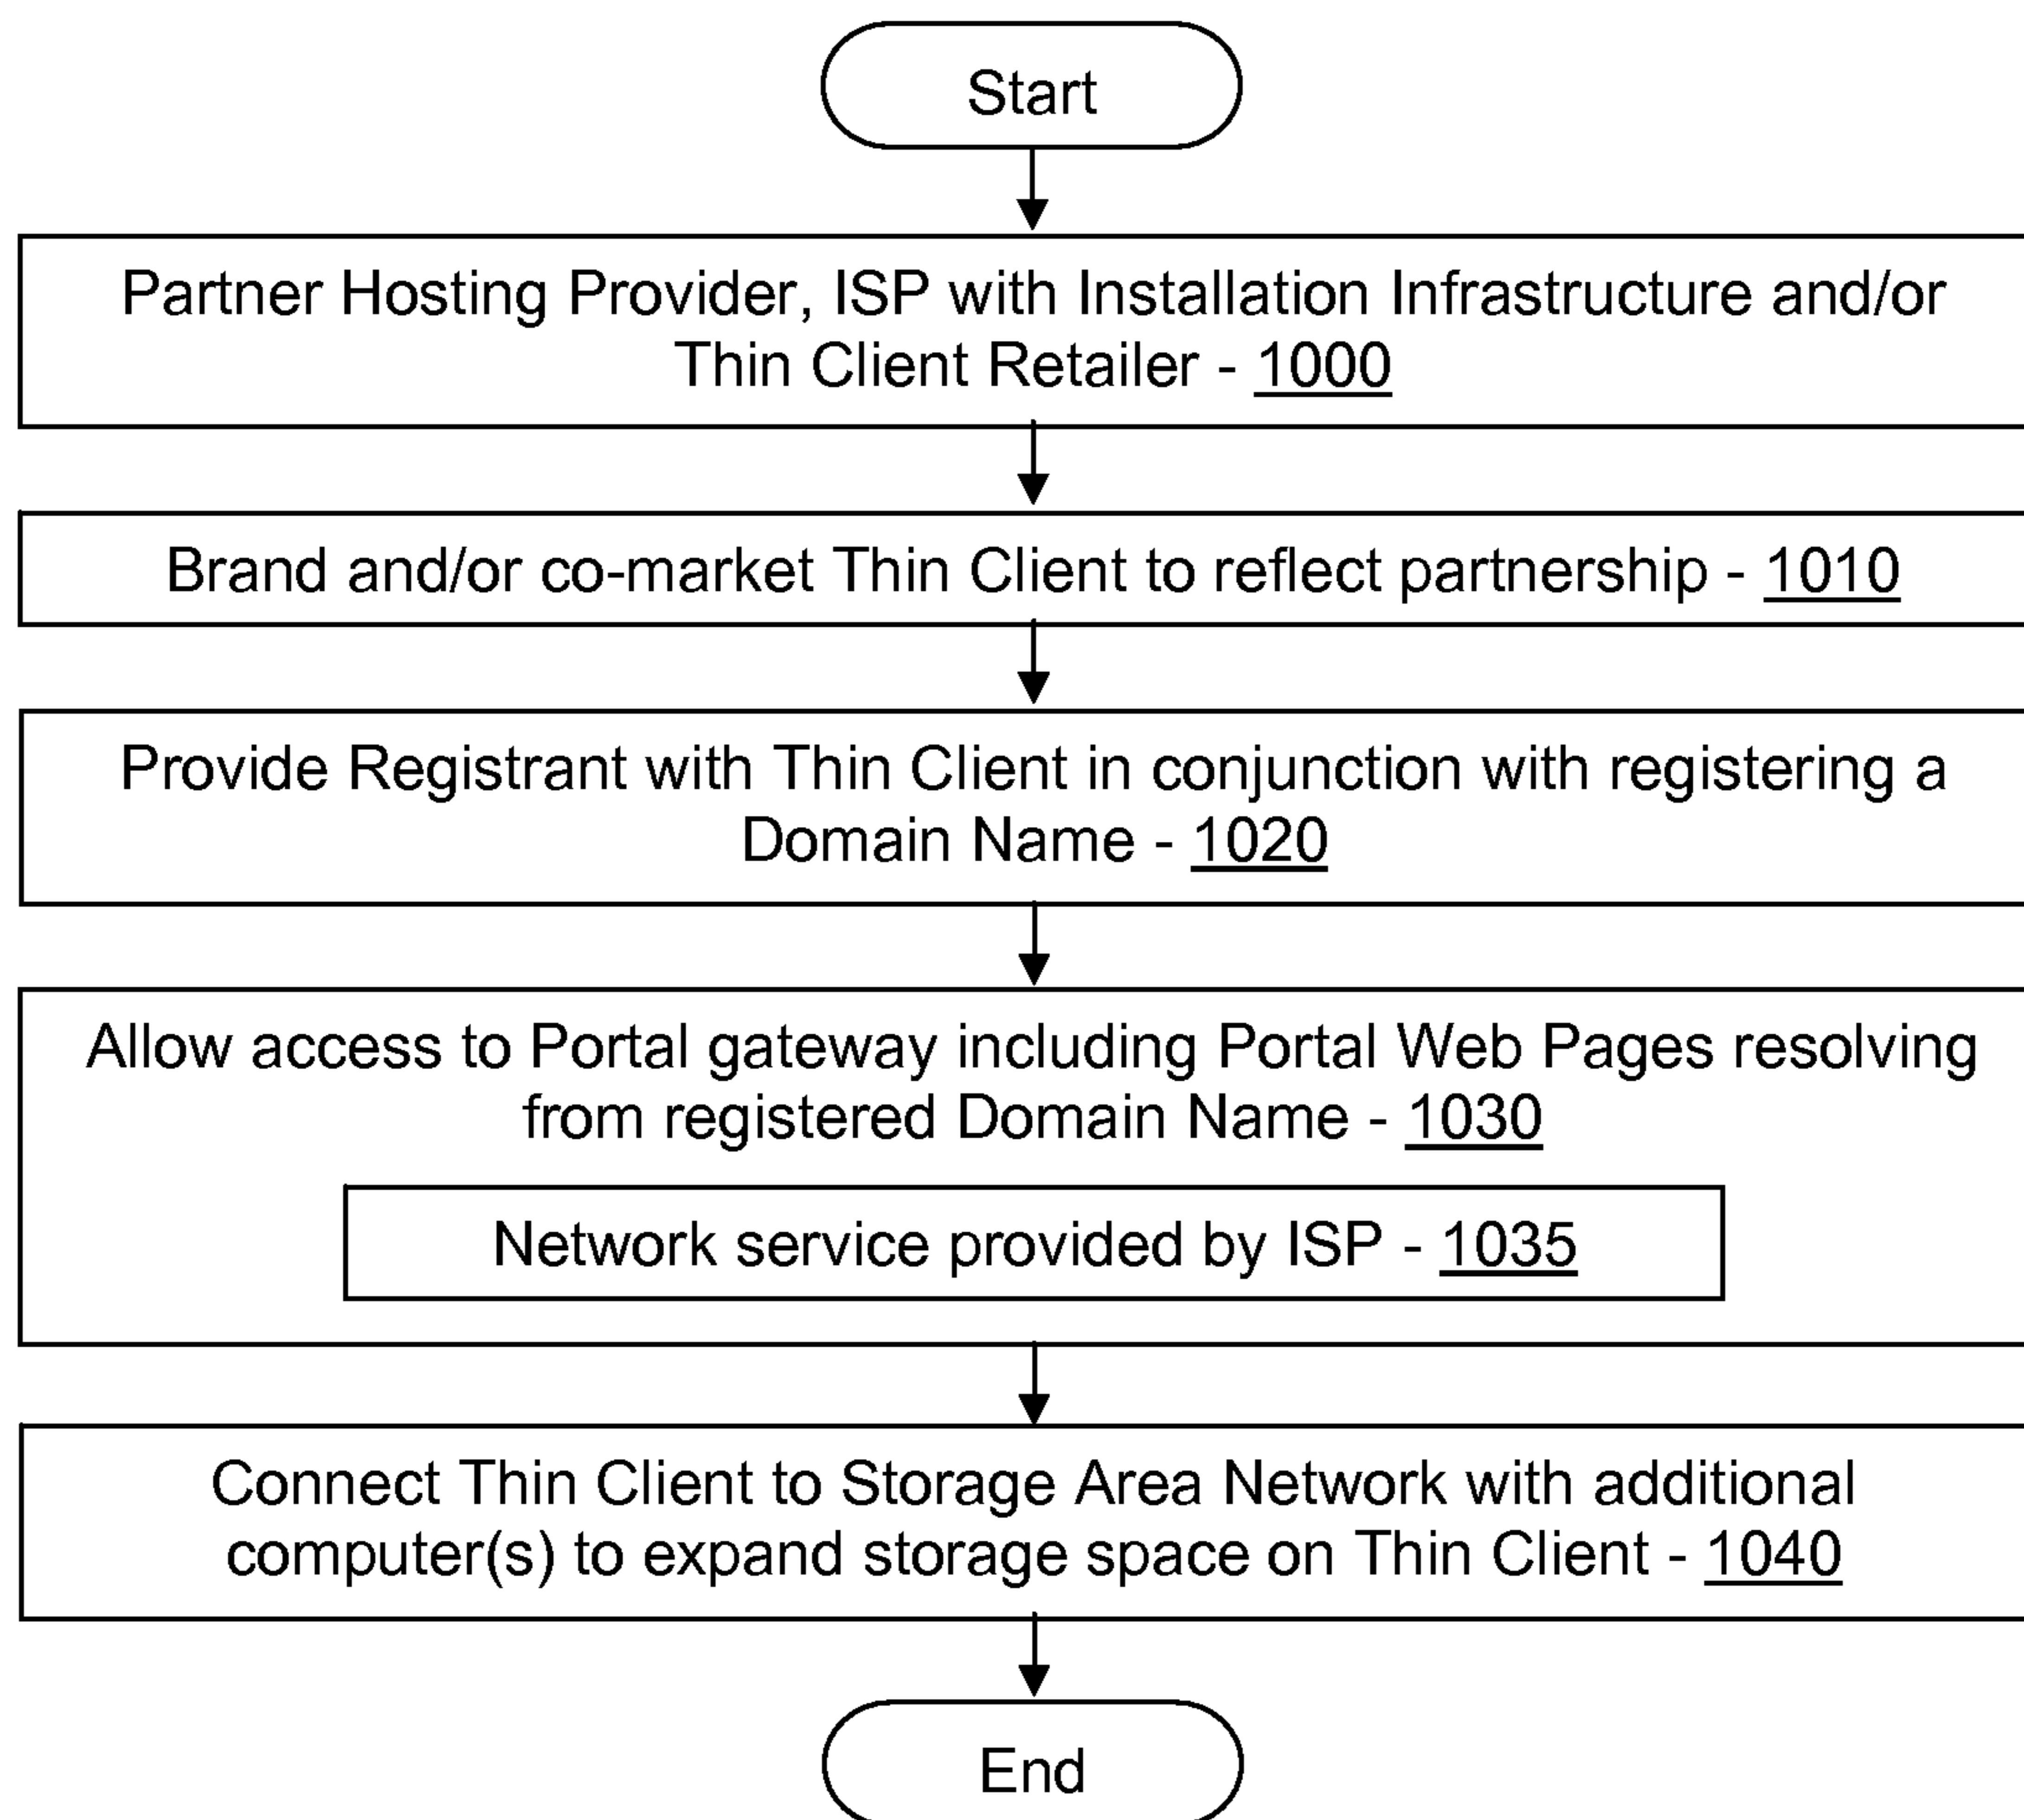 Start
Partner Hosting Provider, ISP with Installation Infrastructure and/or
Thin Client Retailer - 1000
Brand and/or co-market Thin Client to reflect partnership - 1010
Provide Registrant with Thin Client in conjunction with registering a
Domain Name - 1020
Allow access to Portal gateway including Portal Web Pages resolving
from registered Domain Name - 1030
Network service provided by ISP - 1035
Connect Thin Client to Storage Area Network with additional
computer(s) to expand storage space on Thin Client - 1040
End